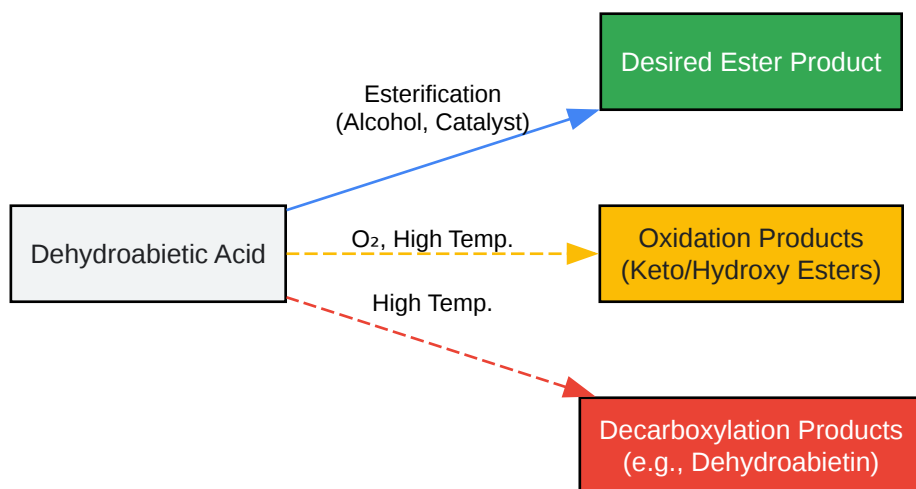 Desired Ester Product
Esterification
(Alcohol, Catalyst)
Dehydroabietic Acid
O₂, High Temp.
Oxidation Products
(Keto/Hydroxy Esters)
High Temp.
Decarboxylation Products
(e.g., Dehydroabietin)